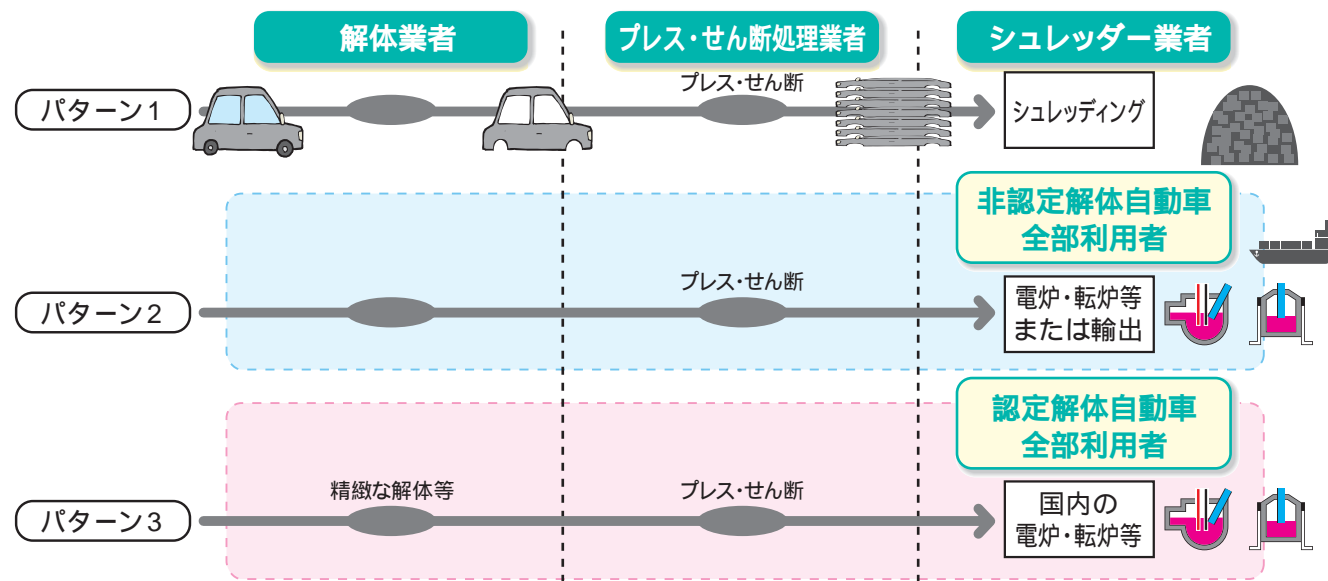 解体業者
プレス・せん断処理業者
シュレッダー業者
パターン1
プレス・せん断
シュレッディング
非認定解体自動車
全部利用者
パターン2
プレス・せん断
電炉・転炉等
または輸出
認定解体自動車
全部利用者
パターン3
精緻な解体等
プレス・せん断
国内の
電炉・転炉等